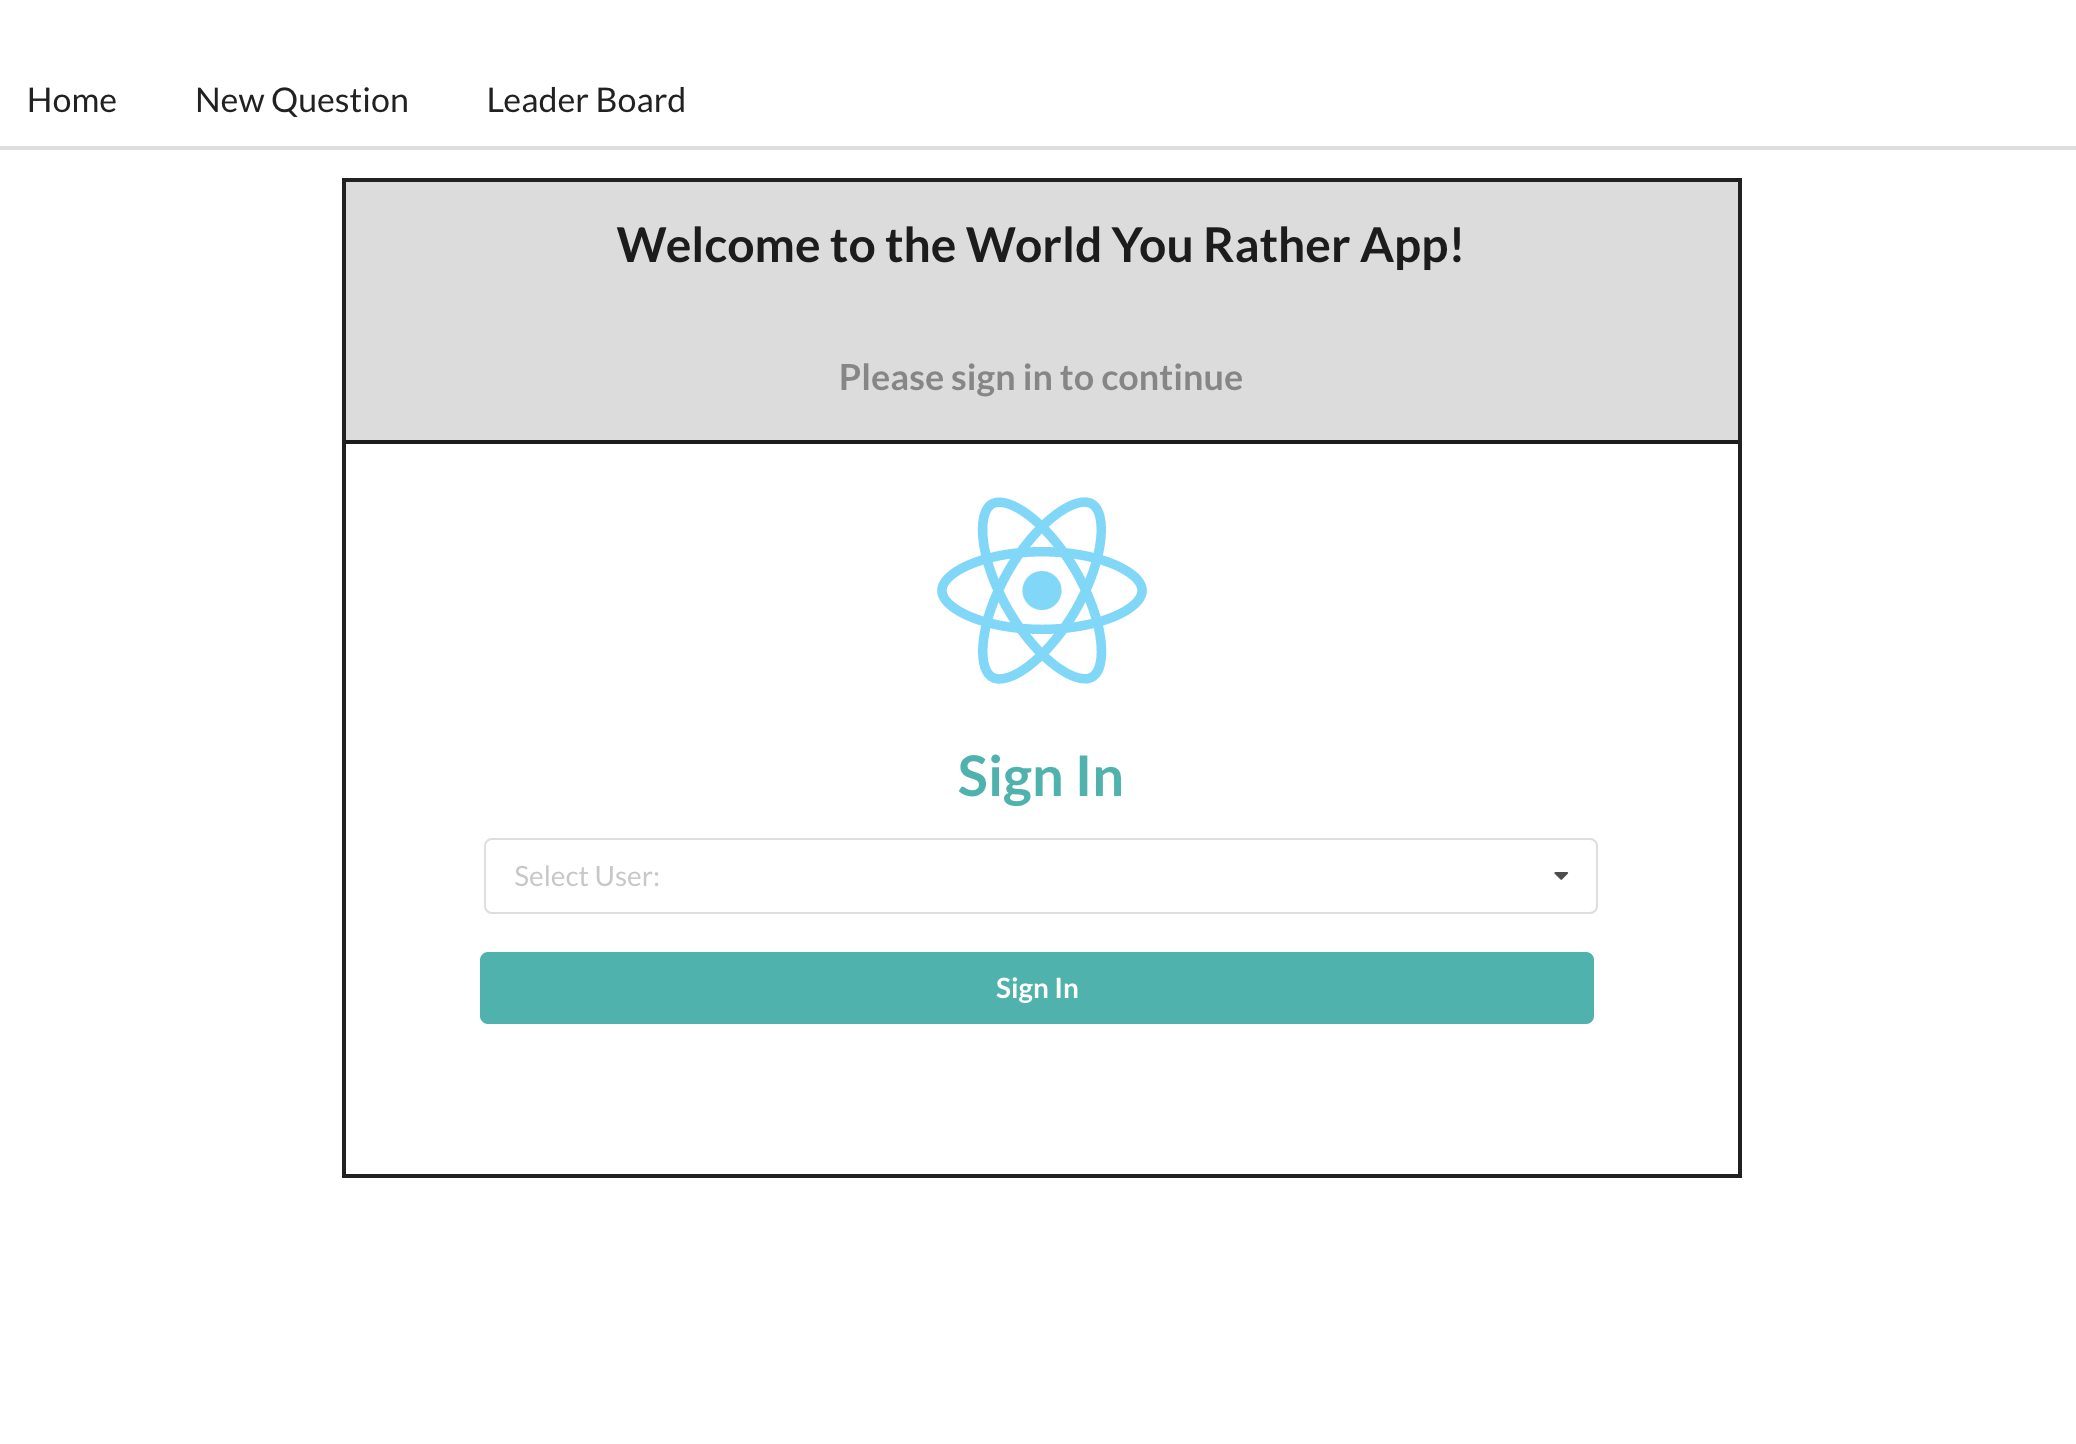 Home New Question Leader Board
Welcome to the World You Rather App!
Please sign in to continue
Sign In
Select User:
Sign In